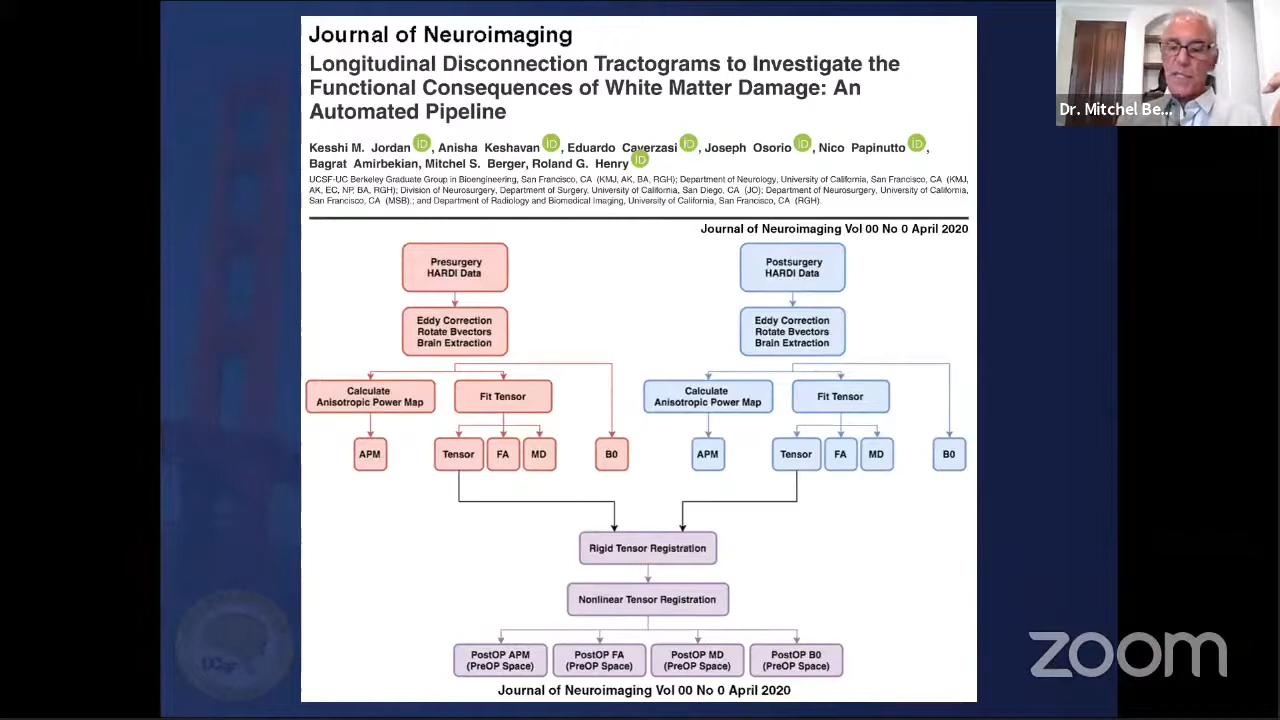 Journal of Neuroimaging
Longitudinal Disconnection Tractograms to Investigate the
Functional Consequences of White Matter Damage: An
Automated Pipeline
Kesshi M. Jordan iD, Anisha Keshavan iD, Eduardo Caverzasi iD, Joseph Osorio iD, Nico Papinutto iD,
Bagrat Amirbekian, Mitchel S. Berger, Roland G. Henry iD
UCSF-UC Berkeley Graduate Group in Bioengineering, San Francisco, CA (KMJ, AK, BA, RGH); Department of Neurology, University of California, San Francisco, CA (KMJ,
AK, EC, NP, BA, RGH); Division of Neurosurgery, Department of Surgery, University of California, San Diego, CA (JO); Department of Neurosurgery, University of California,
San Francisco, CA (MSB).; and Department of Radiology and Biomedical Imaging, University of California, San Francisco, CA (RGH).
Journal of Neuroimaging Vol 00 No 0 April 2020
Presurgery
HARDI Data
Postsurgery
HARDI Data
Eddy Correction
Rotate Bvectors
Brain Extraction
Eddy Correction
Rotate Bvectors
Brain Extraction
Calculate
Anisotropic Power Map
Fit Tensor
Calculate
Anisotropic Power Map
Fit Tensor
APM
Tensor
FA
MD
B0
APM
Tensor
FA
MD
B0
Rigid Tensor Registration
Nonlinear Tensor Registration
PostOP APM
(PreOP Space)
PostOP FA
(PreOP Space)
PostOP MD
(PreOP Space)
PostOP B0
(PreOP Space)
Journal of Neuroimaging Vol 00 No 0 April 2020
Dr. Mitchel Be...
zoom
UCSF